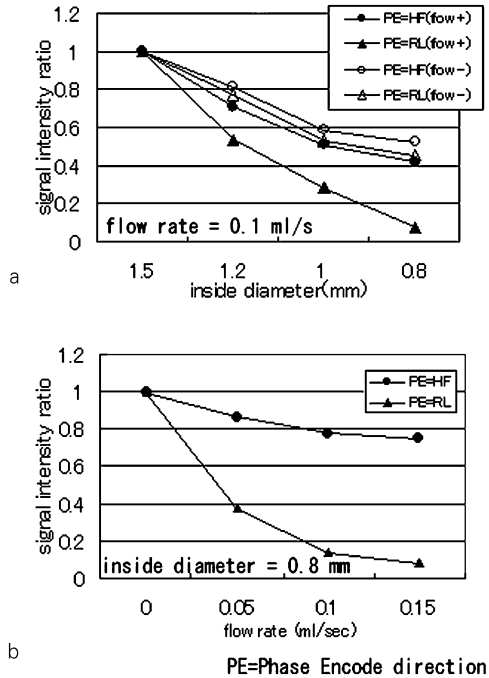 1.2
1
0.8
0.6
0.4
0.2
0
signal intensity ratio
PE=HF(fow+)
PE=RL(fow+)
PE=HF(fow-)
PE=RL(fow-)
flow rate = 0.1 ml/s
1.5 1.2 1 0.8
inside diameter(mm)
a
1.2
1
0.8
0.6
0.4
0.2
0
signal intensity ratio
PE=HF
PE=RL
inside diameter = 0.8 mm
0 0.05 0.1 0.15
flow rate (ml/sec)
b
PE=Phase Encode direction